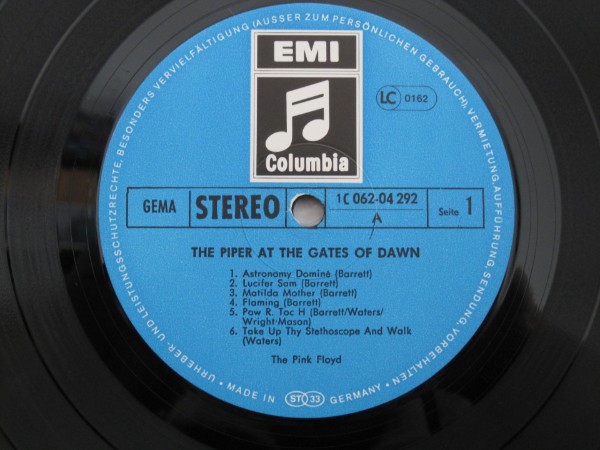 URHEBER- UND LEISTUNGSSCHUTZRECHTE, BESONDERS VERVIELFÄLTIGUNG (AUSSER ZUM PERSÖNLICHEN GEBRAUCH), VERMIETUNG, AUFFÜHRUNG, SENDUNG, VORBEHALTEN
EMI
Columbia
LC 0162
GEMA
STEREO
1C 062-04 292
A
Seite 1
THE PIPER AT THE GATES OF DAWN
1. Astronomy Dominé (Barrett)
2. Lucifer Sam (Barrett)
3. Matilda Mother (Barrett)
4. Flaming (Barrett)
5. Pow R. Toc H (Barrett/Waters/
Wright/Mason)
6. Take Up Thy Stethoscope And Walk
(Waters)
The Pink Floyd
• MADE IN ST 33 GERMANY •